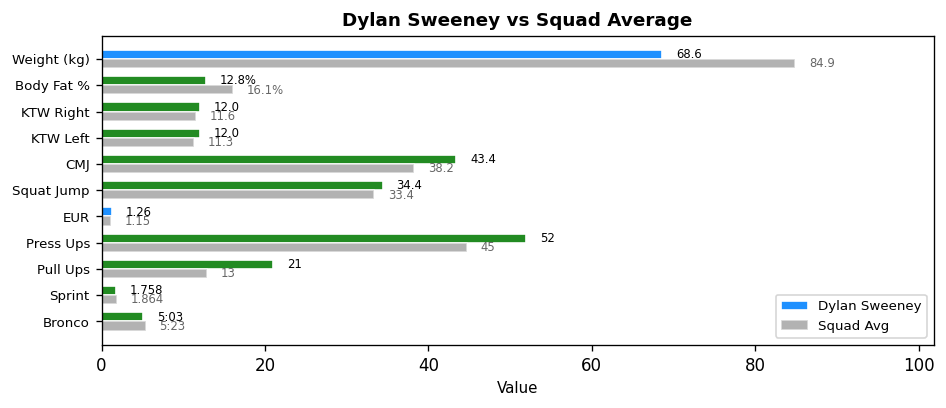 Dylan Sweeney vs Squad Average
Weight (kg) 68.6
84.9
Body Fat % 12.8%
16.1%
KTW Right 12.0
11.6
KTW Left 12.0
11.3
CMJ 43.4
38.2
Squat Jump 34.4
33.4
EUR 1.26
1.15
Press Ups 52
45
Pull Ups 21
13
Sprint 1.758
1.864
Bronco 5:03
5:23
Dylan Sweeney
Squad Avg
0 20 40 60 80 100
Value